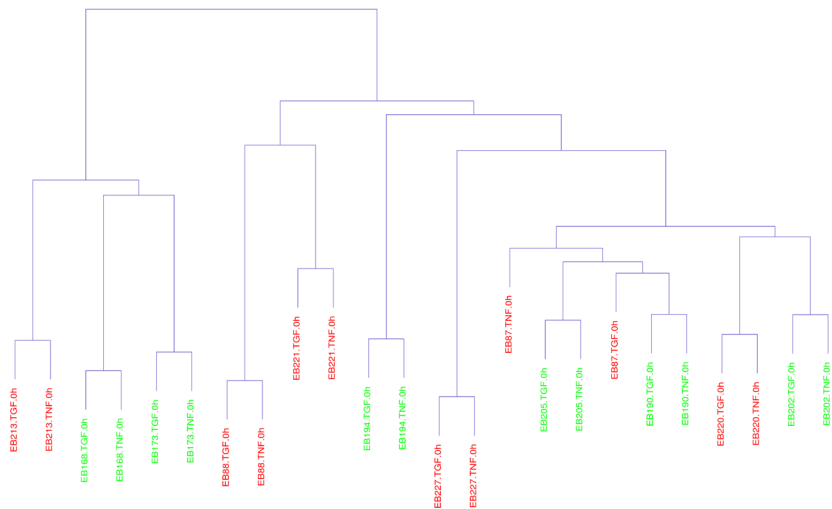 EB213.TGF.0h
EB213.TNF.0h
EB168.TGF.0h
EB168.TNF.0h
EB173.TGF.0h
EB173.TNF.0h
EB88.TGF.0h
EB88.TNF.0h
EB221.TGF.0h
EB221.TNF.0h
EB194.TGF.0h
EB194.TNF.0h
EB227.TGF.0h
EB227.TNF.0h
EB87.TNF.0h
EB205.TGF.0h
EB205.TNF.0h
EB87.TGF.0h
EB190.TGF.0h
EB190.TNF.0h
EB220.TGF.0h
EB220.TNF.0h
EB202.TGF.0h
EB202.TNF.0h